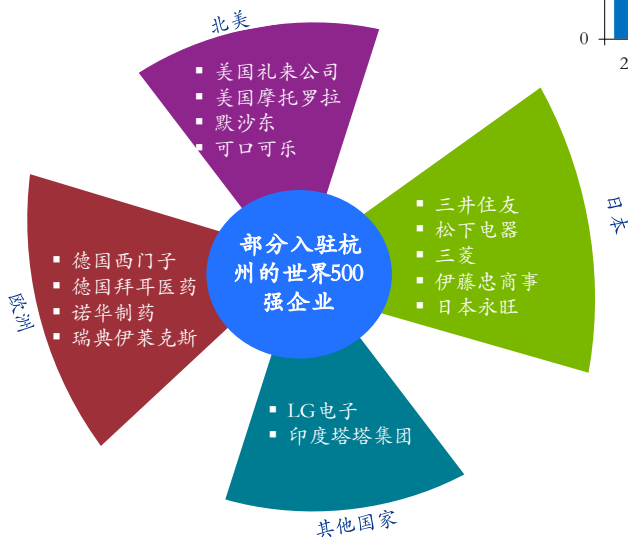 北美
美国礼来公司
美国摩托罗拉
默沙东
可口可乐
0
2
日本
三井住友
松下电器
三菱
伊藤忠商事
日本永旺
部分入驻杭
州的世界500
强企业
欧洲
德国西门子
德国拜耳医药
诺华制药
瑞典伊莱克斯
LG电子
印度塔塔集团
其他国家